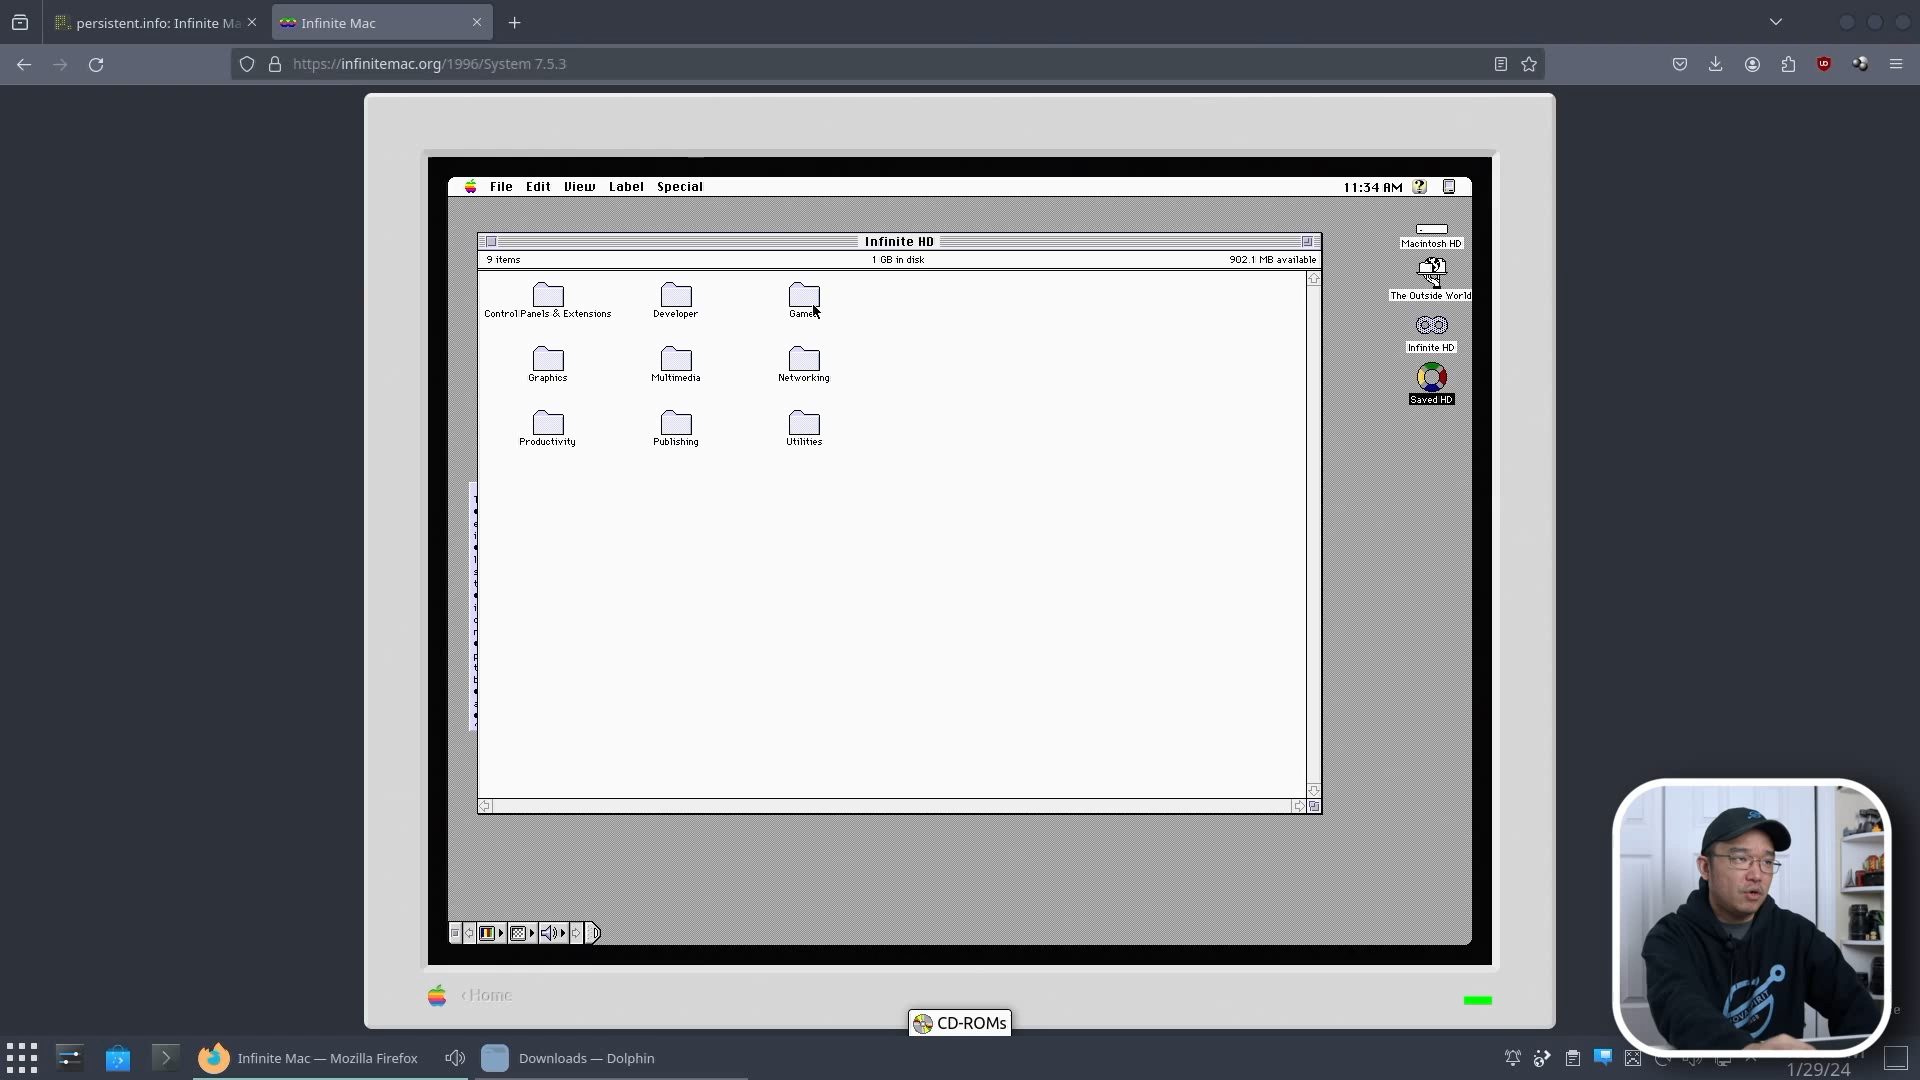 persistent.info: Infinite Ma
Infinite Mac
https://infinitemac.org/1996/System 7.5.3
File Edit View Label Special
11:34 AM
Infinite HD
9 items
1 GB in disk
902.1 MB available
Control Panels & Extensions
Developer
Games
Graphics
Multimedia
Networking
Productivity
Publishing
Utilities
Macintosh HD
The Outside World
Infinite HD
Saved HD
‹Home
CD-ROMs
Infinite Mac — Mozilla Firefox
Downloads — Dolphin
1/29/24